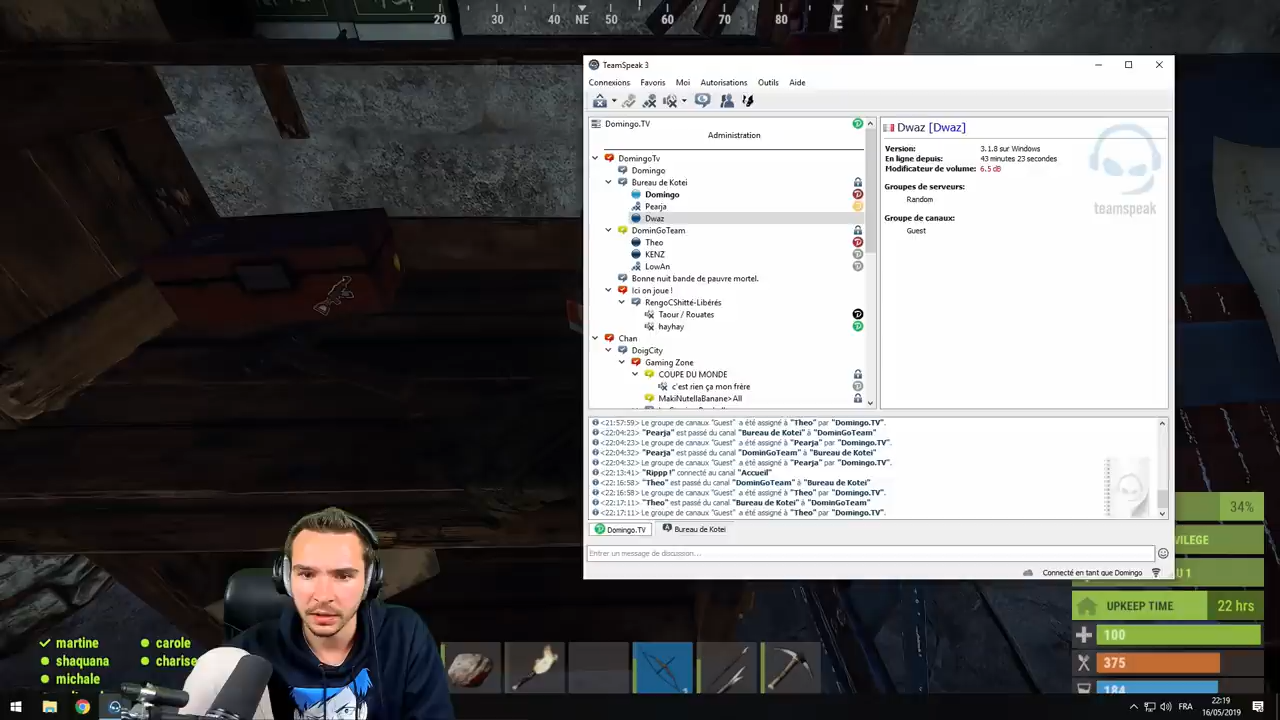 20 30 40 NE 50 60 70 80 E
TeamSpeak 3
Connexions Favoris Moi Autorisations Outils Aide
Domingo.TV
Administration
DomingoTv
Domingo
Bureau de Kotei
Domingo
Pearja
Dwaz
DominGoTeam
Theo
KENZ
LowAn
Bonne nuit bande de pauvre mortel.
Ici on joue !
RengoCShitté-Libérés
Taour / Rouates
hayhay
Chan
DoigCity
Gaming Zone
COUPE DU MONDE
c'est rien ça mon frère
MakiNutellaBanane>All
Dwaz [Dwaz]
Version: 3.1.8 sur Windows
En ligne depuis: 43 minutes 23 secondes
Modificateur de volume: 6.5 dB
Groupes de serveurs:
Random
Groupe de canaux:
Guest
teamspeak
<21:57:59> Le groupe de canaux "Guest" a été assigné à "Theo" par "Domingo.TV".
<22:04:23> "Pearja" est passé du canal "Bureau de Kotei" à "DominGoTeam"
<22:04:23> Le groupe de canaux "Guest" a été assigné à "Pearja" par "Domingo.TV".
<22:04:32> "Pearja" est passé du canal "DominGoTeam" à "Bureau de Kotei"
<22:04:32> Le groupe de canaux "Guest" a été assigné à "Pearja" par "Domingo.TV".
<22:13:41> "Rippp !" connecté au canal "Accueil"
<22:16:58> "Theo" est passé du canal "DominGoTeam" à "Bureau de Kotei"
<22:16:58> Le groupe de canaux "Guest" a été assigné à "Theo" par "Domingo.TV".
<22:17:11> "Theo" est passé du canal "Bureau de Kotei" à "DominGoTeam"
<22:17:11> Le groupe de canaux "Guest" a été assigné à "Theo" par "Domingo.TV".
Domingo.TV Bureau de Kotei
Entrer un message de discussion...
Connecté en tant que Domingo
34%
UPKEEP TIME 22 hrs
100
375
184
martine carole
shaquana charise
michale
1
FRA
22:19
16/05/2019